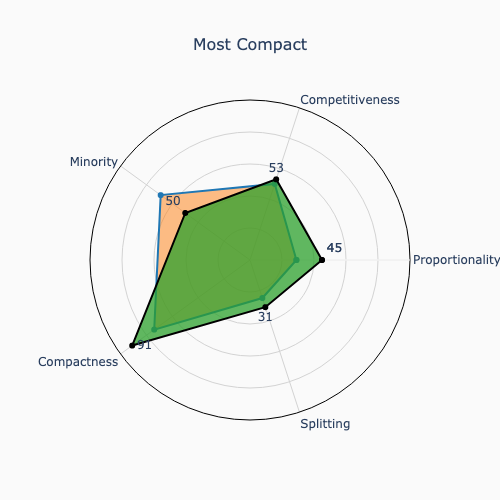 Most Compact
Competitiveness
Minority
53
50
45
Proportionality
91
31
Compactness
Splitting